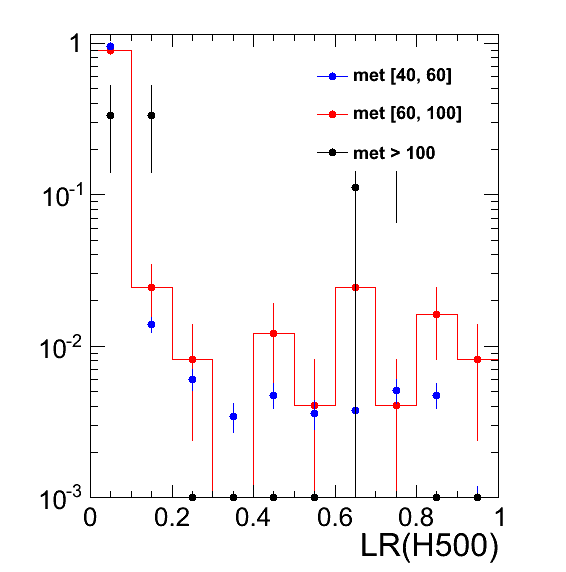 1
met [40, 60]
met [60, 100]
met > 100
10-1
10-2
10-3
0 0.2 0.4 0.6 0.8 1
LR(H500)